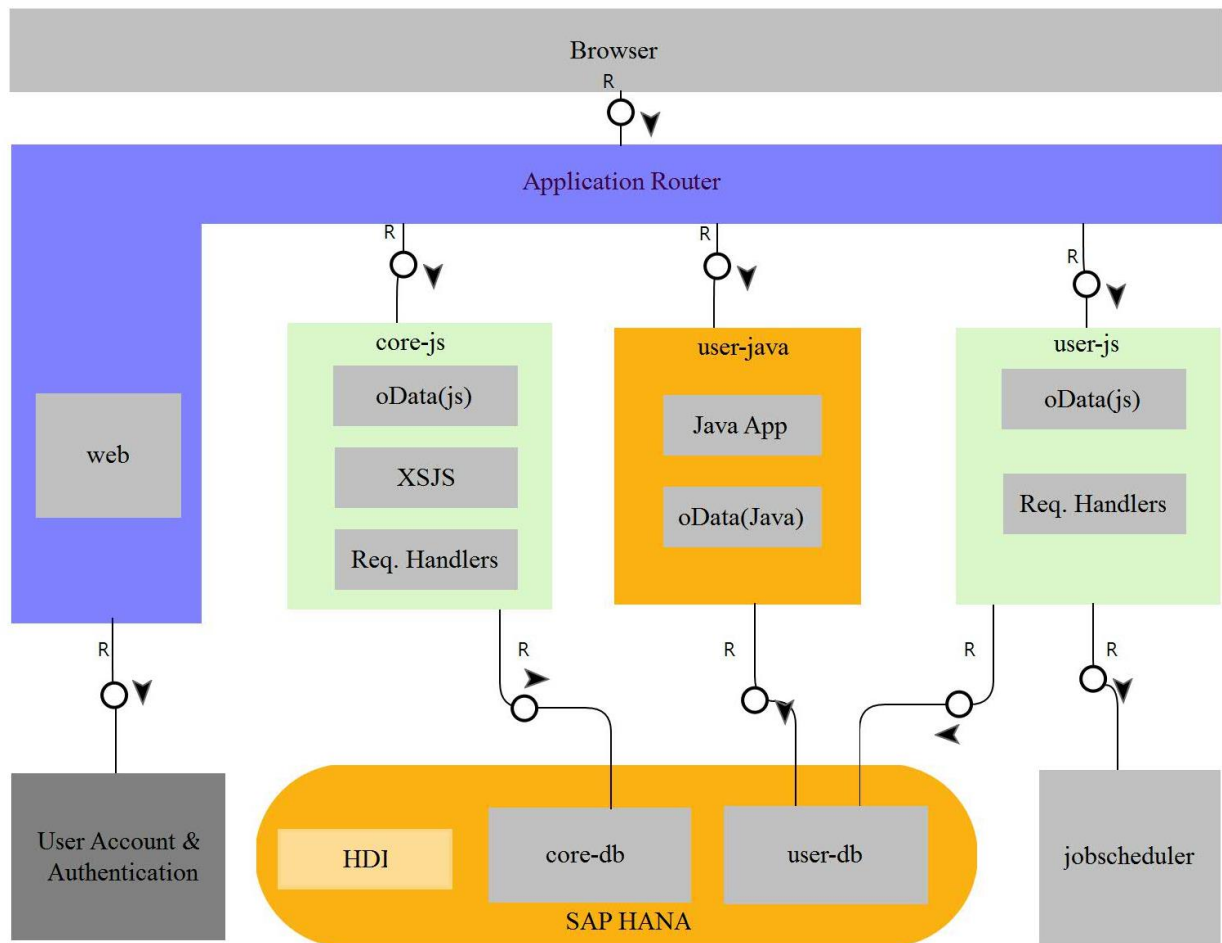 Browser
R
Application Router
R
R
R
core-js
user-java
user-js
oData(js)
Java App
oData(js)
web
XSJS
oData(Java)
Req. Handlers
Req. Handlers
R
R
R
R
R
User Account &
Authentication
HDI
core-db
user-db
jobscheduler
SAP HANA